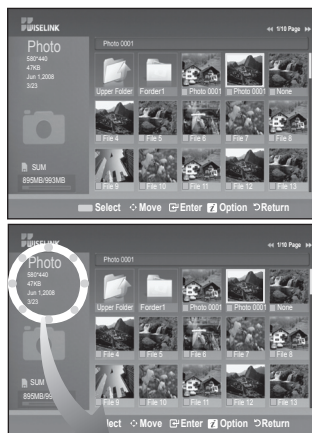 WISELINK
1/10 Page
Photo
580*440
47KB
Jun 1,2008
3/23
Photo 0001
Upper Folder Forder1 Photo 0001 Photo 0001 None
File 4 File 5 File 6 File 7 File 8
SUM
895MB/993MB
File 9 File 10 File 11 File 12 File 13
Select Move Enter Option Return
WISELINK
1/10 Page
Photo
580*440
47KB
Jun 1,2008
3/23
Photo 0001
Upper Folder Forder1 Photo 0001 Photo 0001 None
File 4 File 5 File 6 File 7 File 8
SUM
895MB/99
File 9 File 10 File 11 File 12 File 13
lect Move Enter Option Return